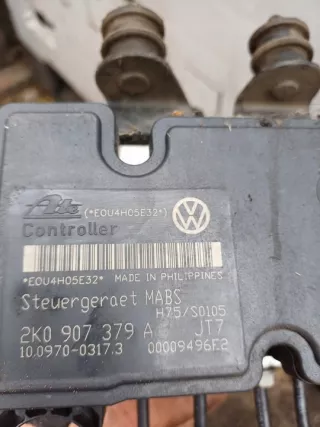 Ate (*E0U4H05E32*)
Controller
*E0U4H05E32* MADE IN PHILIPPINES
Steuergeraet MABS
H75/S0105
2K0 907 379 A JT7
10.0970-0317.3 00009496F2